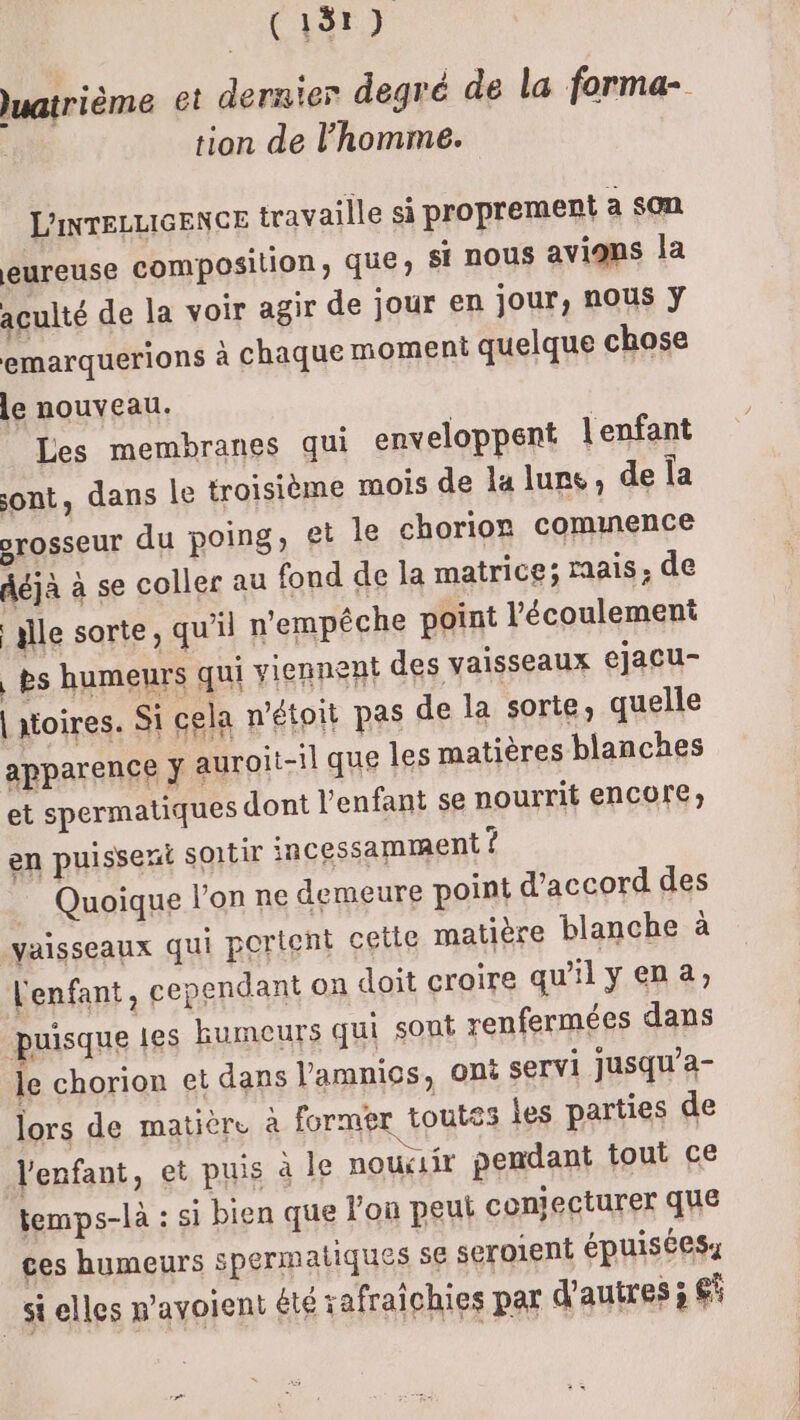 ( 131 )
uatrième et dernier degré de la forma-
tion de l'homme.
L'INTELLIGENCE travaille si proprement a son
eureuse composition, que, si nous avions la
aculté de la voir agir de jour en jour, nous y
emarquerions à chaque moment quelque chose
le nouveau.
Les membranes qui enveloppent lenfant
sont, dans le troisième mois de la lune, de la
grosseur du poing, et le chorion commence
déjà à se coller au fond de la matrice; mais, de
elle sorte, qu'il n'empêche point l'écoulement
es humeurs qui viennent des vaisseaux ejacu-
atoires. Si cela n'étoit pas de la sorte, quelle
apparence y auroit-il que les matières blanches
et spermatiques dont l'enfant se nourrit encore,
en puissent sortir incessamment?
Quoique l'on ne demeure point d'accord des
vaisseaux qui portent cette matière blanche à
l'enfant, cependant on doit croire qu'il y en a,
puisque les humeurs qui sont renfermées dans
le chorion et dans l'amnios, ont servi jusqu'a-
lors de matière à former toutes les parties de
l'enfant, et puis à le nourrir pendant tout ce
temps-là : si bien que l'on peut conjecturer que
ces humeurs spermatiques se seroient épuisées,
si elles n'avoient été rafraîchies par d'autres; et